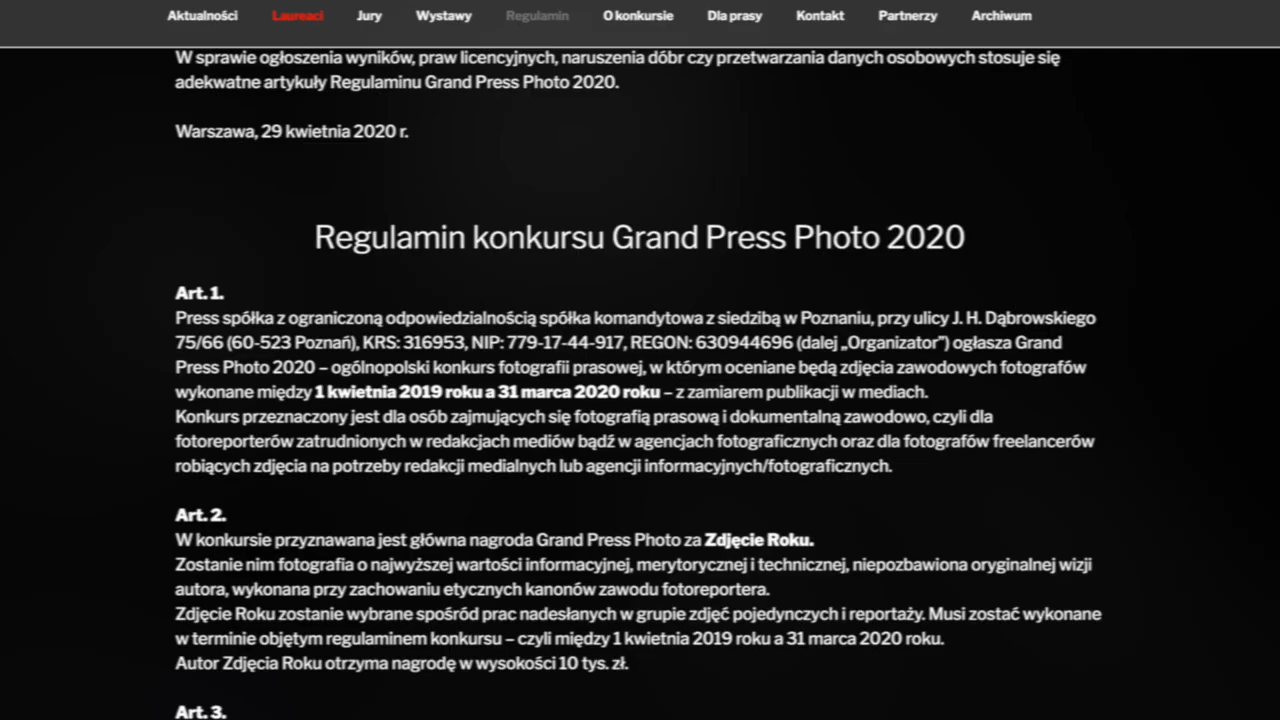 Aktualności Laureaci Jury Wystawy Regulamin O konkursie Dla prasy Kontakt Partnerzy Archiwum
W sprawie ogłoszenia wyników, praw licencyjnych, naruszenia dóbr czy przetwarzania danych osobowych stosuje się
adekwatne artykuły Regulaminu Grand Press Photo 2020.
Warszawa, 29 kwietnia 2020 r.
Regulamin konkursu Grand Press Photo 2020
Art. 1.
Press spółka z ograniczoną odpowiedzialnością spółka komandytowa z siedzibą w Poznaniu, przy ulicy J. H. Dąbrowskiego
75/66 (60-523 Poznań), KRS: 316953, NIP: 779-17-44-917, REGON: 630944696 (dalej „Organizator") ogłasza Grand
Press Photo 2020 – ogólnopolski konkurs fotografii prasowej, w którym oceniane będą zdjęcia zawodowych fotografów
wykonane między 1 kwietnia 2019 roku a 31 marca 2020 roku – z zamiarem publikacji w mediach.
Konkurs przeznaczony jest dla osób zajmujących się fotografią prasową i dokumentalną zawodowo, czyli dla
fotoreporterów zatrudnionych w redakcjach mediów bądź w agencjach fotograficznych oraz dla fotografów freelancerów
robiących zdjęcia na potrzeby redakcji medialnych lub agencji informacyjnych/fotograficznych.
Art. 2.
W konkursie przyznawana jest główna nagroda Grand Press Photo za Zdjęcie Roku.
Zostanie nim fotografia o najwyższej wartości informacyjnej, merytorycznej i technicznej, niepozbawiona oryginalnej wizji
autora, wykonana przy zachowaniu etycznych kanonów zawodu fotoreportera.
Zdjęcie Roku zostanie wybrane spośród prac nadesłanych w grupie zdjęć pojedynczych i reportaży. Musi zostać wykonane
w terminie objętym regulaminem konkursu – czyli między 1 kwietnia 2019 roku a 31 marca 2020 roku.
Autor Zdjęcia Roku otrzyma nagrodę w wysokości 10 tys. zł.
Art. 3.